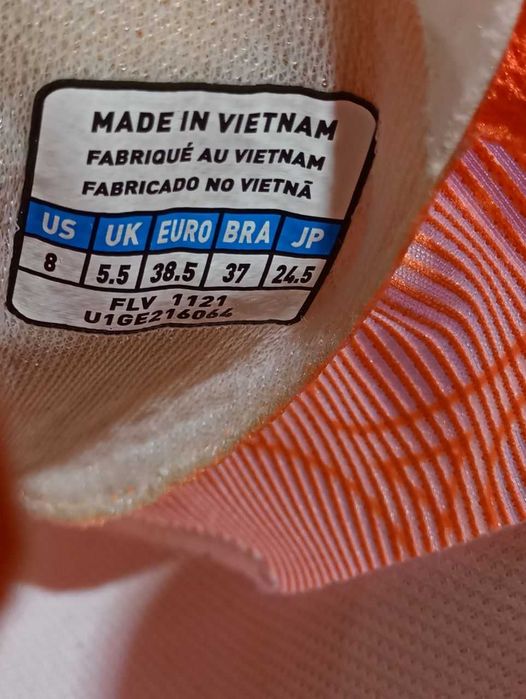 MADE IN VIETNAM
FABRIQUÉ AU VIETNAM
FABRICADO NO VIETNÃ
US UK EURO BRA JP
8 5.5 38.5 37 24.5
FLV 1121
U1GE216064